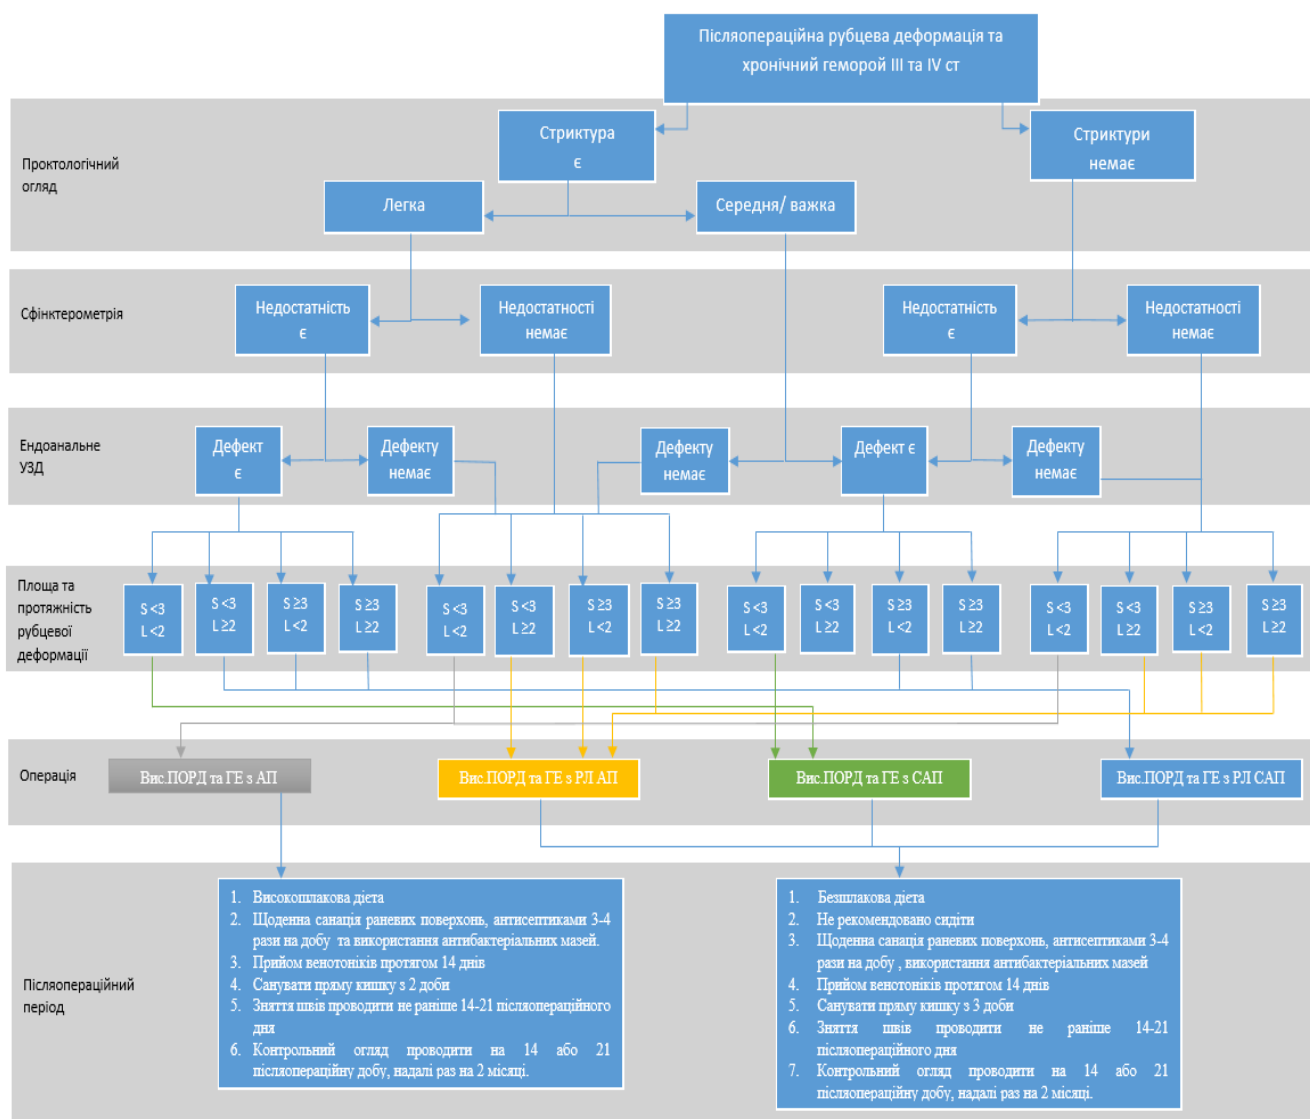 Післяопераційна рубцева деформація та
хронічний геморой III та IV ст
Проктологічний
огляд
Стриктура
є
Стриктури
немає
Легка
Середня/ важка
Сфінктерометрія
Недостатність
є
Недостатності
немає
Недостатність
є
Недостатності
немає
Ендоанальне
УЗД
Дефект
є
Дефекту
немає
Дефекту
немає
Дефект є
Дефекту
немає
Площа та
протяжність
рубцевої
деформації
S <3
L <2
S <3
L ≥2
S ≥3
L <2
S ≥3
L ≥2
S <3
L <2
S <3
L ≥2
S ≥3
L <2
S ≥3
L ≥2
S <3
L <2
S <3
L ≥2
S ≥3
L <2
S ≥3
L ≥2
S <3
L <2
S <3
L ≥2
S ≥3
L <2
S ≥3
L ≥2
Операція
Вис.ПОРД та ГЕ з АП
Вис.ПОРД та ГЕ з РЛ АП
Вис.ПОРД та ГЕ з САП
Вис.ПОРД та ГЕ з РЛ САП
Післяопераційний
період
1. Високошлакова дієта
2. Щоденна санація раневих поверхонь, антисептиками 3-4
рази на добу та використання антибактеріальних мазей.
3. Прийом венотоніків протягом 14 днів
4. Санувати пряму кишку з 2 доби
5. Зняття швів проводити не раніше 14-21 післяопераційного
дня
6. Контрольний огляд проводити на 14 або 21
післяопераційну добу, надалі раз на 2 місяці.
1. Безшлакова дієта
2. Не рекомендовано сидіти
3. Щоденна санація раневих поверхонь, антисептиками 3-4
рази на добу , використання антибактеріальних мазей
4. Прийом венотоніків протягом 14 днів
5. Санувати пряму кишку з 3 доби
6. Зняття швів проводити не раніше 14-21
післяопераційного дня
7. Контрольний огляд проводити на 14 або 21
післяопераційну добу, надалі раз на 2 місяці.